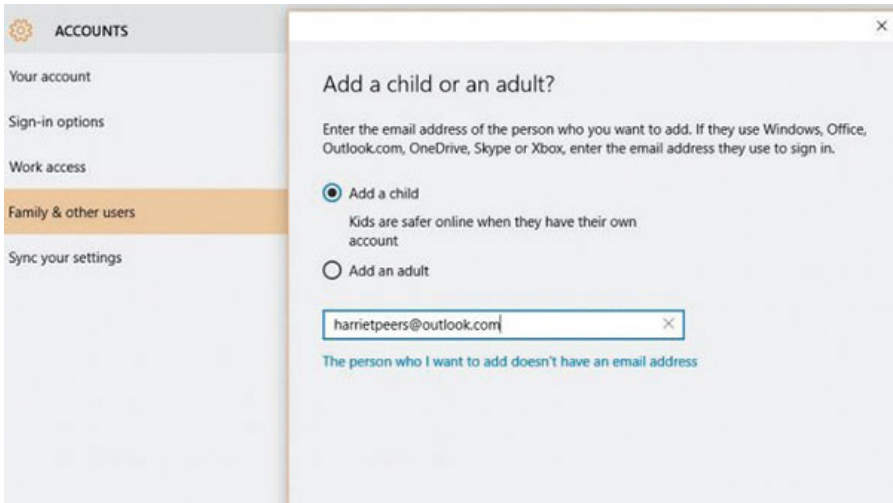 ACCOUNTS
Your account
Sign-in options
Work access
Family & other users
Sync your settings
Add a child or an adult?
Enter the email address of the person who you want to add. If they use Windows, Office,
Outlook.com, OneDrive, Skype or Xbox, enter the email address they use to sign in.
Add a child
Kids are safer online when they have their own
account
Add an adult
harrietpeers@outlook.com
The person who I want to add doesn't have an email address